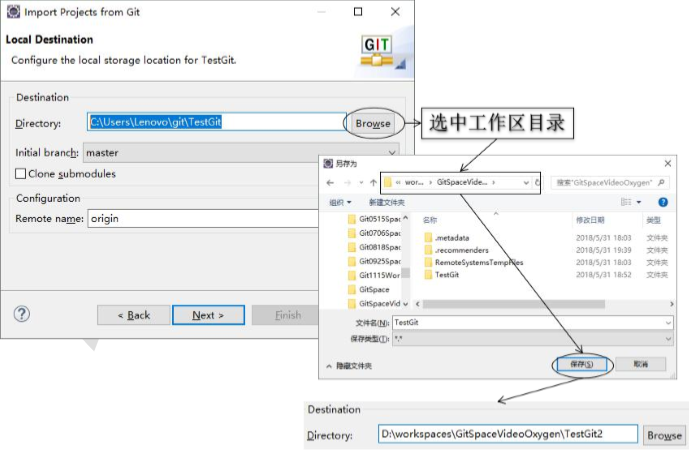 Import Projects from Git
Local Destination
Configure the local storage location for TestGit.
GIT
Destination
Directory: C:\Users\Lenovo\git\TestGit Browse
选中工作区目录
Initial branch: master
Clone submodules
Configuration
Remote name: origin
? < Back Next > Finish
另存为
« wor... › GitSpaceVide... › 搜索"GitSpaceVideoOxygen"
组织 新建文件夹 ?
名称 修改日期 类型
Git0515Spac
Git0706Spac
Git0818Spac
Git0925Spac
Git1115Wor
GitSpace
GitSpaceVid
.metadata 2018/5/31 18:03 文件夹
.recommenders 2018/5/31 19:39 文件夹
RemoteSystemsTempFiles 2018/5/31 18:03 文件夹
TestGit 2018/5/31 18:52 文件夹
文件名(N): TestGit
保存类型(T): *.*
隐藏文件夹 保存(S) 取消
Destination
Directory: D:\workspaces\GitSpaceVideoOxygen\TestGit2 Browse